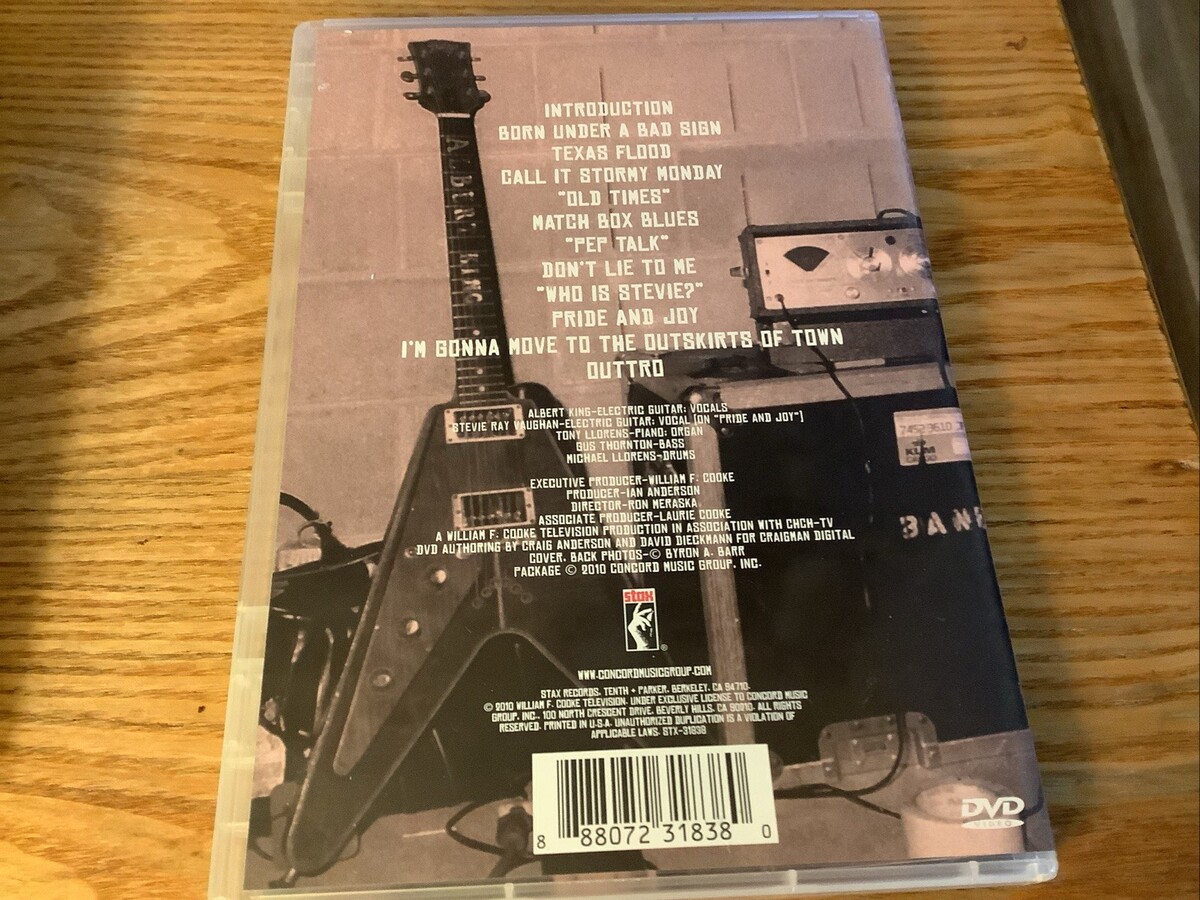 INTRODUCTION
BORN UNDER A BAD SIGN
TEXAS FLOOD
CALL IT STORMY MONDAY
"OLD TIMES"
MATCH BOX BLUES
"PEP TALK"
DON'T LIE TO ME
"WHO IS STEVIE?"
PRIDE AND JOY
I'M GONNA MOVE TO THE OUTSKIRTS OF TOWN
OUTTRO
ALBERT KING
ALBERT KING-ELECTRIC GUITAR; VOCALS
STEVIE RAY VAUGHAN-ELECTRIC GUITAR; VOCAL (ON "PRIDE AND JOY")
TONY LLORENS-PIANO; ORGAN
GUS THORNTON-BASS
MICHAEL LLORENS-DRUMS
EXECUTIVE PRODUCER-WILLIAM F. COOKE
PRODUCER-IAN ANDERSON
DIRECTOR-RON MERASKA
ASSOCIATE PRODUCER-LAURIE COOKE
A WILLIAM F. COOKE TELEVISION PRODUCTION IN ASSOCIATION WITH CHCH-TV
DVD AUTHORING BY CRAIG ANDERSON AND DAVID DIECKMANN FOR CRAIGMAN DIGITAL
COVER, BACK PHOTOS-© BYRON A. BARR
PACKAGE © 2010 CONCORD MUSIC GROUP, INC.
KLM
CARGO
BAN
stax
®
WWW.CONCORDMUSICGROUP.COM
STAX RECORDS, TENTH + PARKER, BERKELEY, CA 94710.
© 2010 WILLIAM F. COOKE TELEVISION, UNDER EXCLUSIVE LICENSE TO CONCORD MUSIC
GROUP, INC., 100 NORTH CRESCENT DRIVE, BEVERLY HILLS, CA 90210. ALL RIGHTS
RESERVED. PRINTED IN U.S.A. UNAUTHORIZED DUPLICATION IS A VIOLATION OF
APPLICABLE LAWS. STX-31838
8 88072 31838 0
DVD
VIDEO